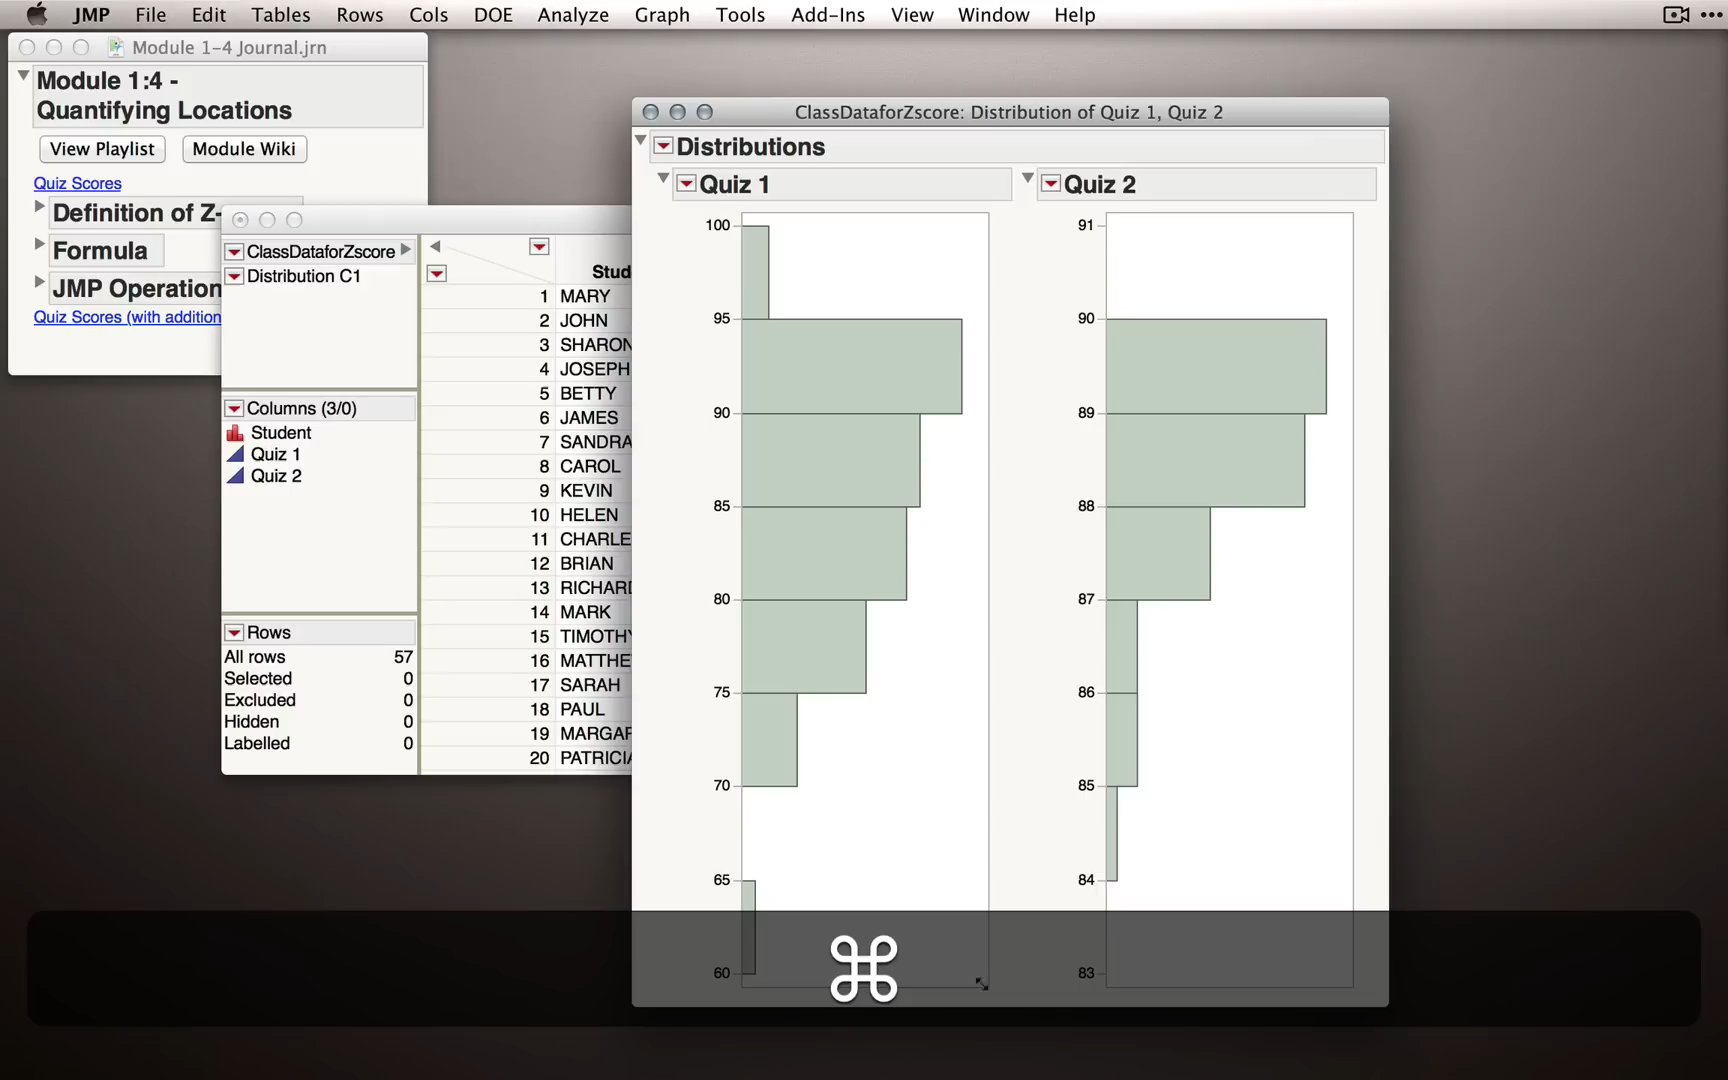 JMP File Edit Tables Rows Cols DOE Analyze Graph Tools Add-Ins View Window Help
Module 1-4 Journal.jrn
Module 1:4 -
Quantifying Locations
View Playlist Module Wiki
Quiz Scores
Definition of Z-
Formula
JMP Operation
Quiz Scores (with addition
ClassDataforZscore
Distribution C1
Columns (3/0)
Student
Quiz 1
Quiz 2
Rows
All rows 57
Selected 0
Excluded 0
Hidden 0
Labelled 0
Stud
1 MARY
2 JOHN
3 SHARON
4 JOSEPH
5 BETTY
6 JAMES
7 SANDRA
8 CAROL
9 KEVIN
10 HELEN
11 CHARLE
12 BRIAN
13 RICHARD
14 MARK
15 TIMOTHY
16 MATTHE
17 SARAH
18 PAUL
19 MARGAR
20 PATRICIA
ClassDataforZscore: Distribution of Quiz 1, Quiz 2
Distributions
Quiz 1
100
95
90
85
80
75
70
65
60
Quiz 2
91
90
89
88
87
86
85
84
83
⌘